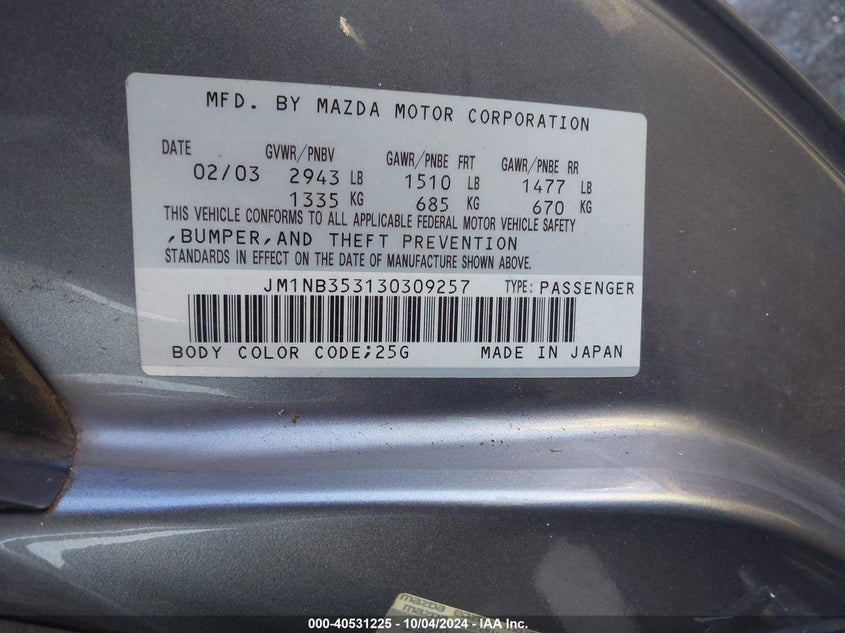 MFD. BY MAZDA MOTOR CORPORATION
DATE GVWR/PNBV GAWR/PNBE FRT GAWR/PNBE RR
02/03 2943 LB 1510 LB 1477 LB
1335 KG 685 KG 670 KG
THIS VEHICLE CONFORMS TO ALL APPLICABLE FEDERAL MOTOR VEHICLE SAFETY
,BUMPER,AND THEFT PREVENTION
STANDARDS IN EFFECT ON THE DATE OF MANUFACTURE SHOWN ABOVE.
JM1NB353130309257 TYPE: PASSENGER
BODY COLOR CODE;25G MADE IN JAPAN
mazda
mazda
000-40531225 - 10/04/2024 - IAA Inc.